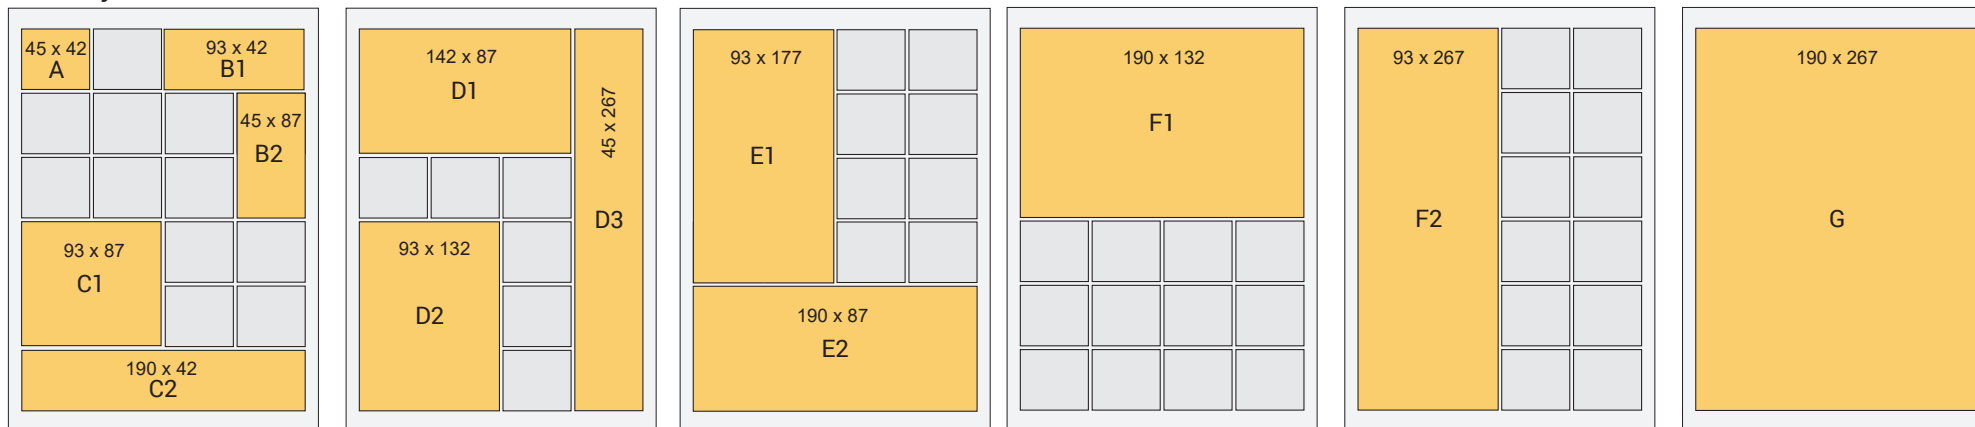 45 x 42
A
93 x 42
B1
45 x 87
B2
93 x 87
C1
190 x 42
C2
142 x 87
D1
45 x 267
D3
93 x 132
D2
93 x 177
E1
190 x 87
E2
190 x 132
F1
93 x 267
F2
190 x 267
G